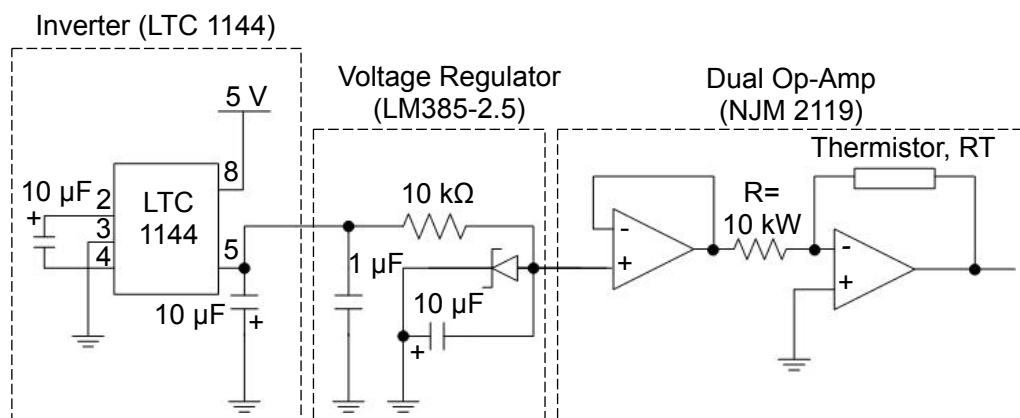 Inverter (LTC 1144)
Voltage Regulator
(LM385-2.5)
Dual Op-Amp
(NJM 2119)
5 V
8
10 µF
+
2
3
4
LTC
1144
5
10 µF
+
10 kΩ
1 µF
10 µF
+
-
+
R=
10 kW
Thermistor, RT
-
+